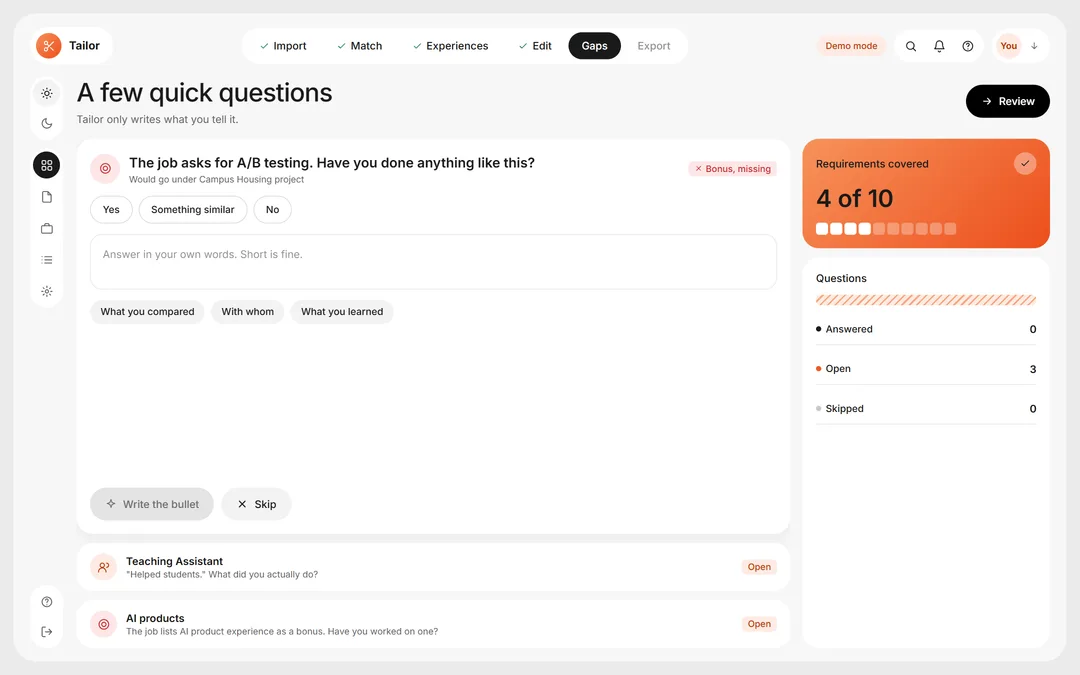 Tailor
Import
Match
Experiences
Edit
Gaps
Export
Demo mode
You
A few quick questions
Tailor only writes what you tell it.
Review
The job asks for A/B testing. Have you done anything like this?
Would go under Campus Housing project
Bonus, missing
Yes
Something similar
No
Answer in your own words. Short is fine.
What you compared
With whom
What you learned
Write the bullet
Skip
Teaching Assistant
"Helped students." What did you actually do?
Open
AI products
The job lists AI product experience as a bonus. Have you worked on one?
Open
Requirements covered
4 of 10
Questions
Answered 0
Open 3
Skipped 0